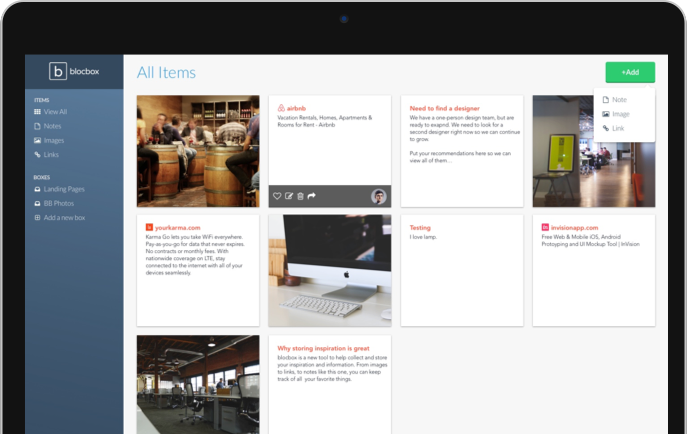 b blocbox
All Items
+Add
Note
Image
Link
ITEMS
View All
Notes
Images
Links
BOXES
Landing Pages
BB Photos
Add a new box
airbnb
Vacation Rentals, Homes, Apartments &
Rooms for Rent - Airbnb
Need to find a designer
We have a one-person design team, but are
ready to exapnd. We need to look for a
second designer right now so we can continue
to grow.
Put your recommendations here so we can
view all of them...
yourkarma.com
Karma Go lets you take WiFi everywhere.
Pay-as-you-go for data that never expires.
No contracts or monthly fees. With
nationwide coverage on LTE, stay
connected to the internet with all of your
devices seamlessly.
Testing
I love lamp.
in invisionapp.com
Free Web & Mobile iOS, Android
Protoyping and UI Mockup Tool | InVision
Why storing inspiration is great
blocbox is a new tool to help collect and store
your inspiration and information. From images
to links, to notes like this one, you can keep
track of all your favorite things.